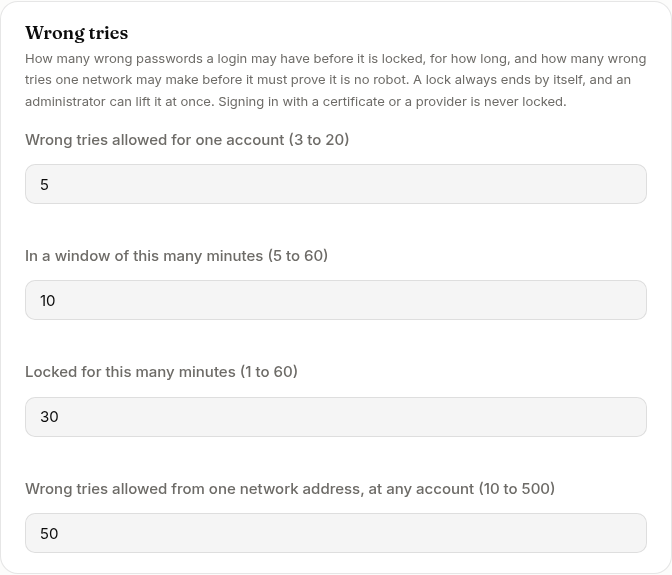 Wrong tries
How many wrong passwords a login may have before it is locked, for how long, and how many wrong
tries one network may make before it must prove it is no robot. A lock always ends by itself, and an
administrator can lift it at once. Signing in with a certificate or a provider is never locked.
Wrong tries allowed for one account (3 to 20)
5
In a window of this many minutes (5 to 60)
10
Locked for this many minutes (1 to 60)
30
Wrong tries allowed from one network address, at any account (10 to 500)
50